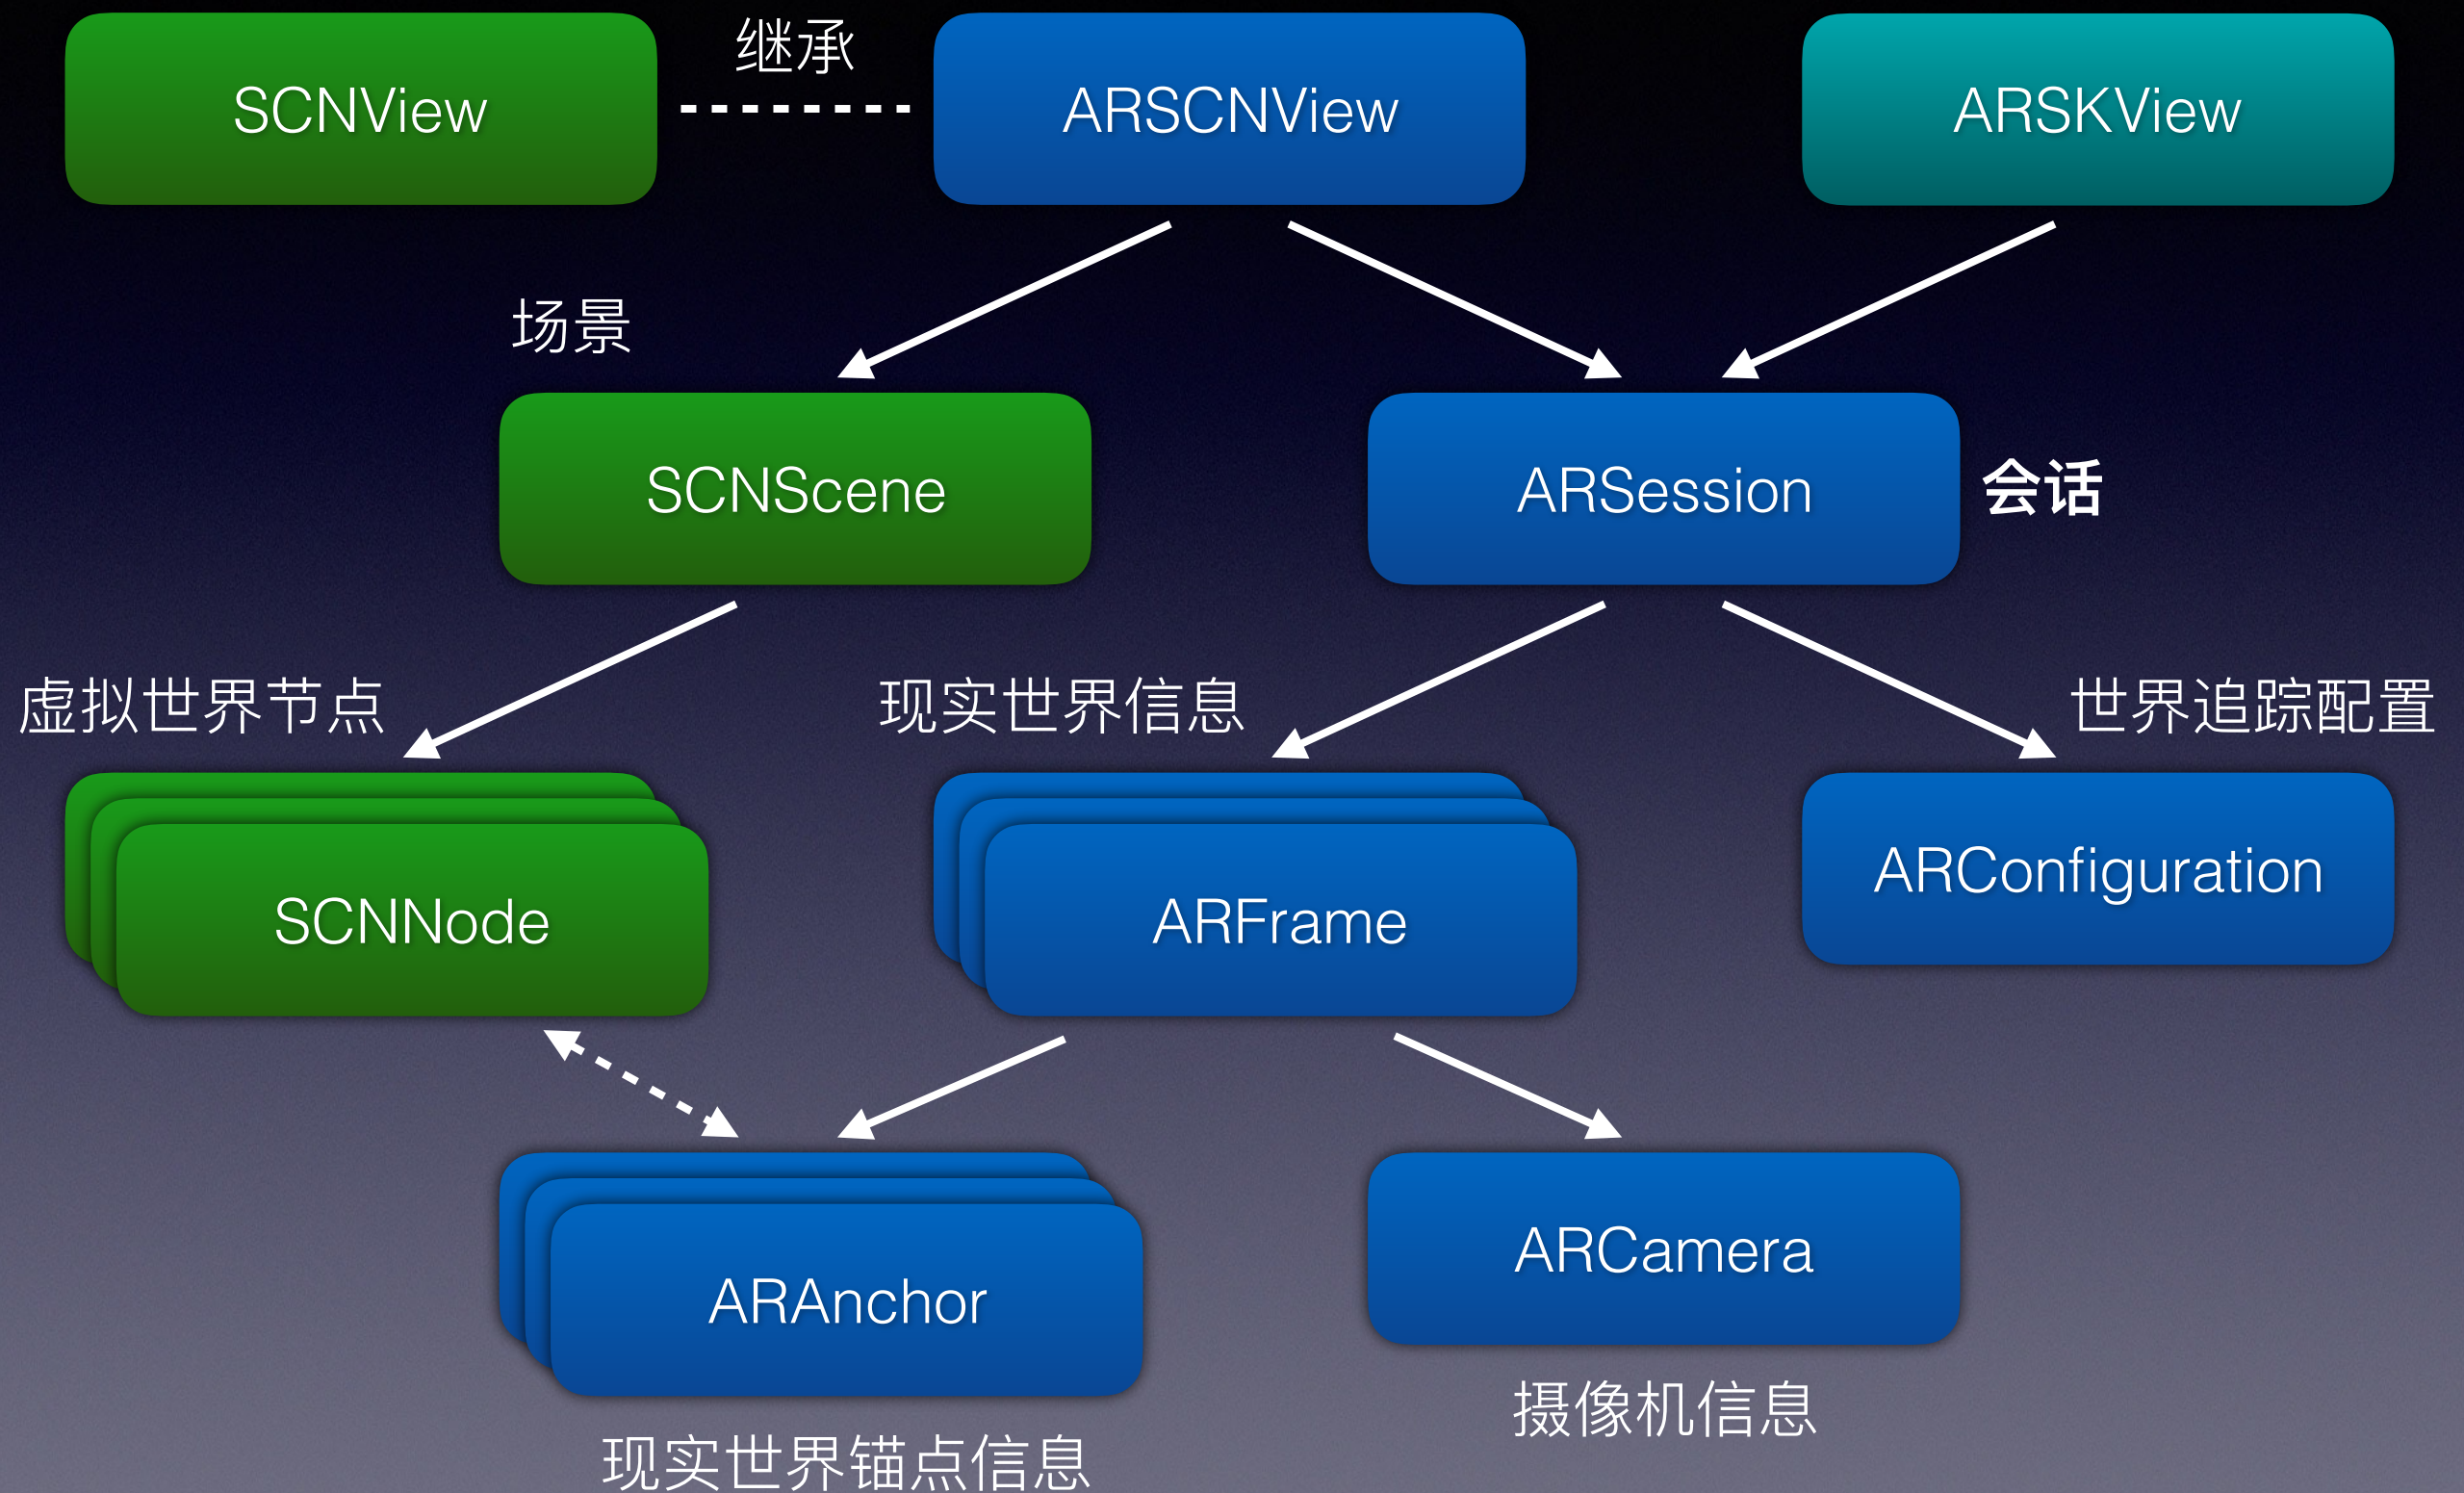 继承
SCNView
ARSCNView
ARSKView
场景
SCNScene
ARSession
会话
虚拟世界节点
现实世界信息
世界追踪配置
SCNNode
ARFrame
ARConfiguration
ARAnchor
ARCamera
现实世界锚点信息
摄像机信息